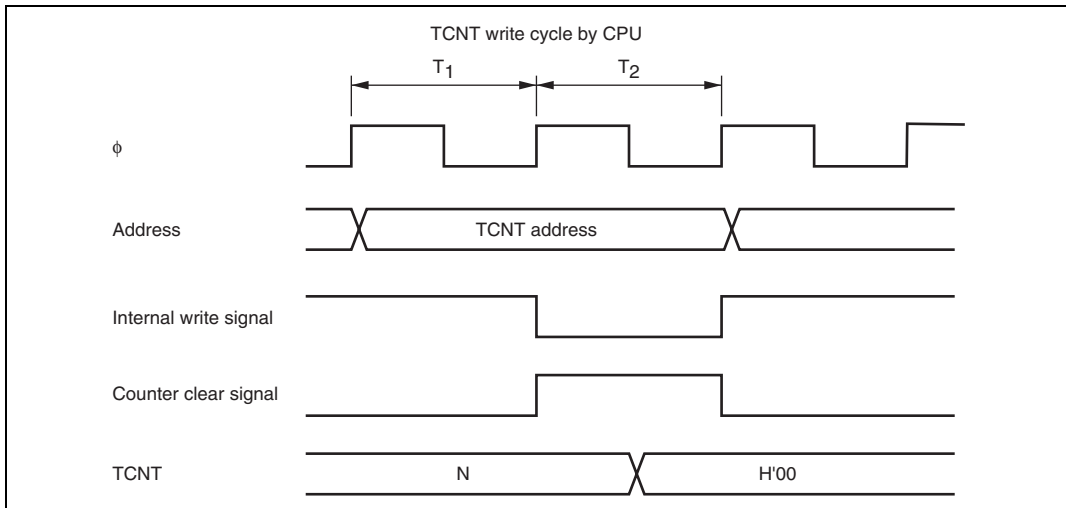 TCNT write cycle by CPU
T1 T2
ϕ
Address TCNT address
Internal write signal
Counter clear signal
TCNT N H'00